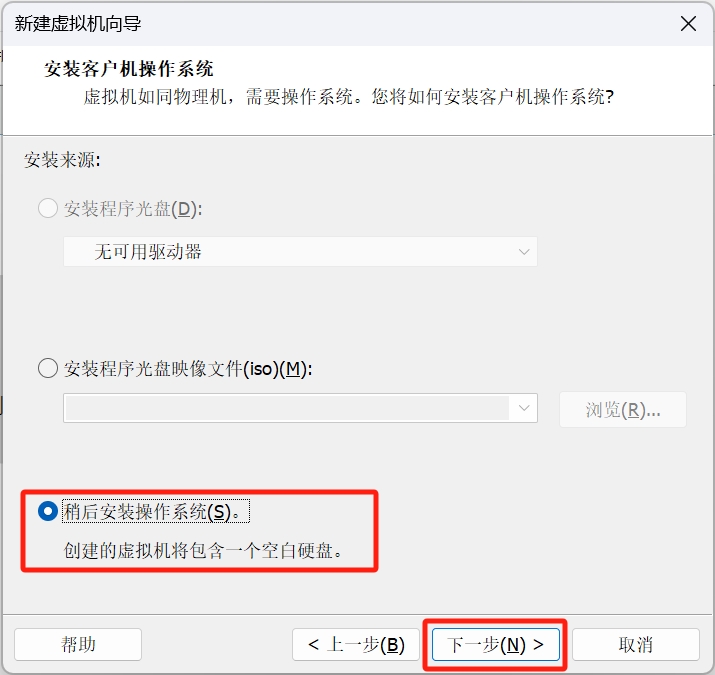 新建虚拟机向导
安装客户机操作系统
虚拟机如同物理机，需要操作系统。您将如何安装客户机操作系统?
安装来源:
安装程序光盘(D):
无可用驱动器
安装程序光盘映像文件(iso)(M):
浏览(R)...
稍后安装操作系统(S)。
创建的虚拟机将包含一个空白硬盘。
帮助
< 上一步(B)
下一步(N) >
取消